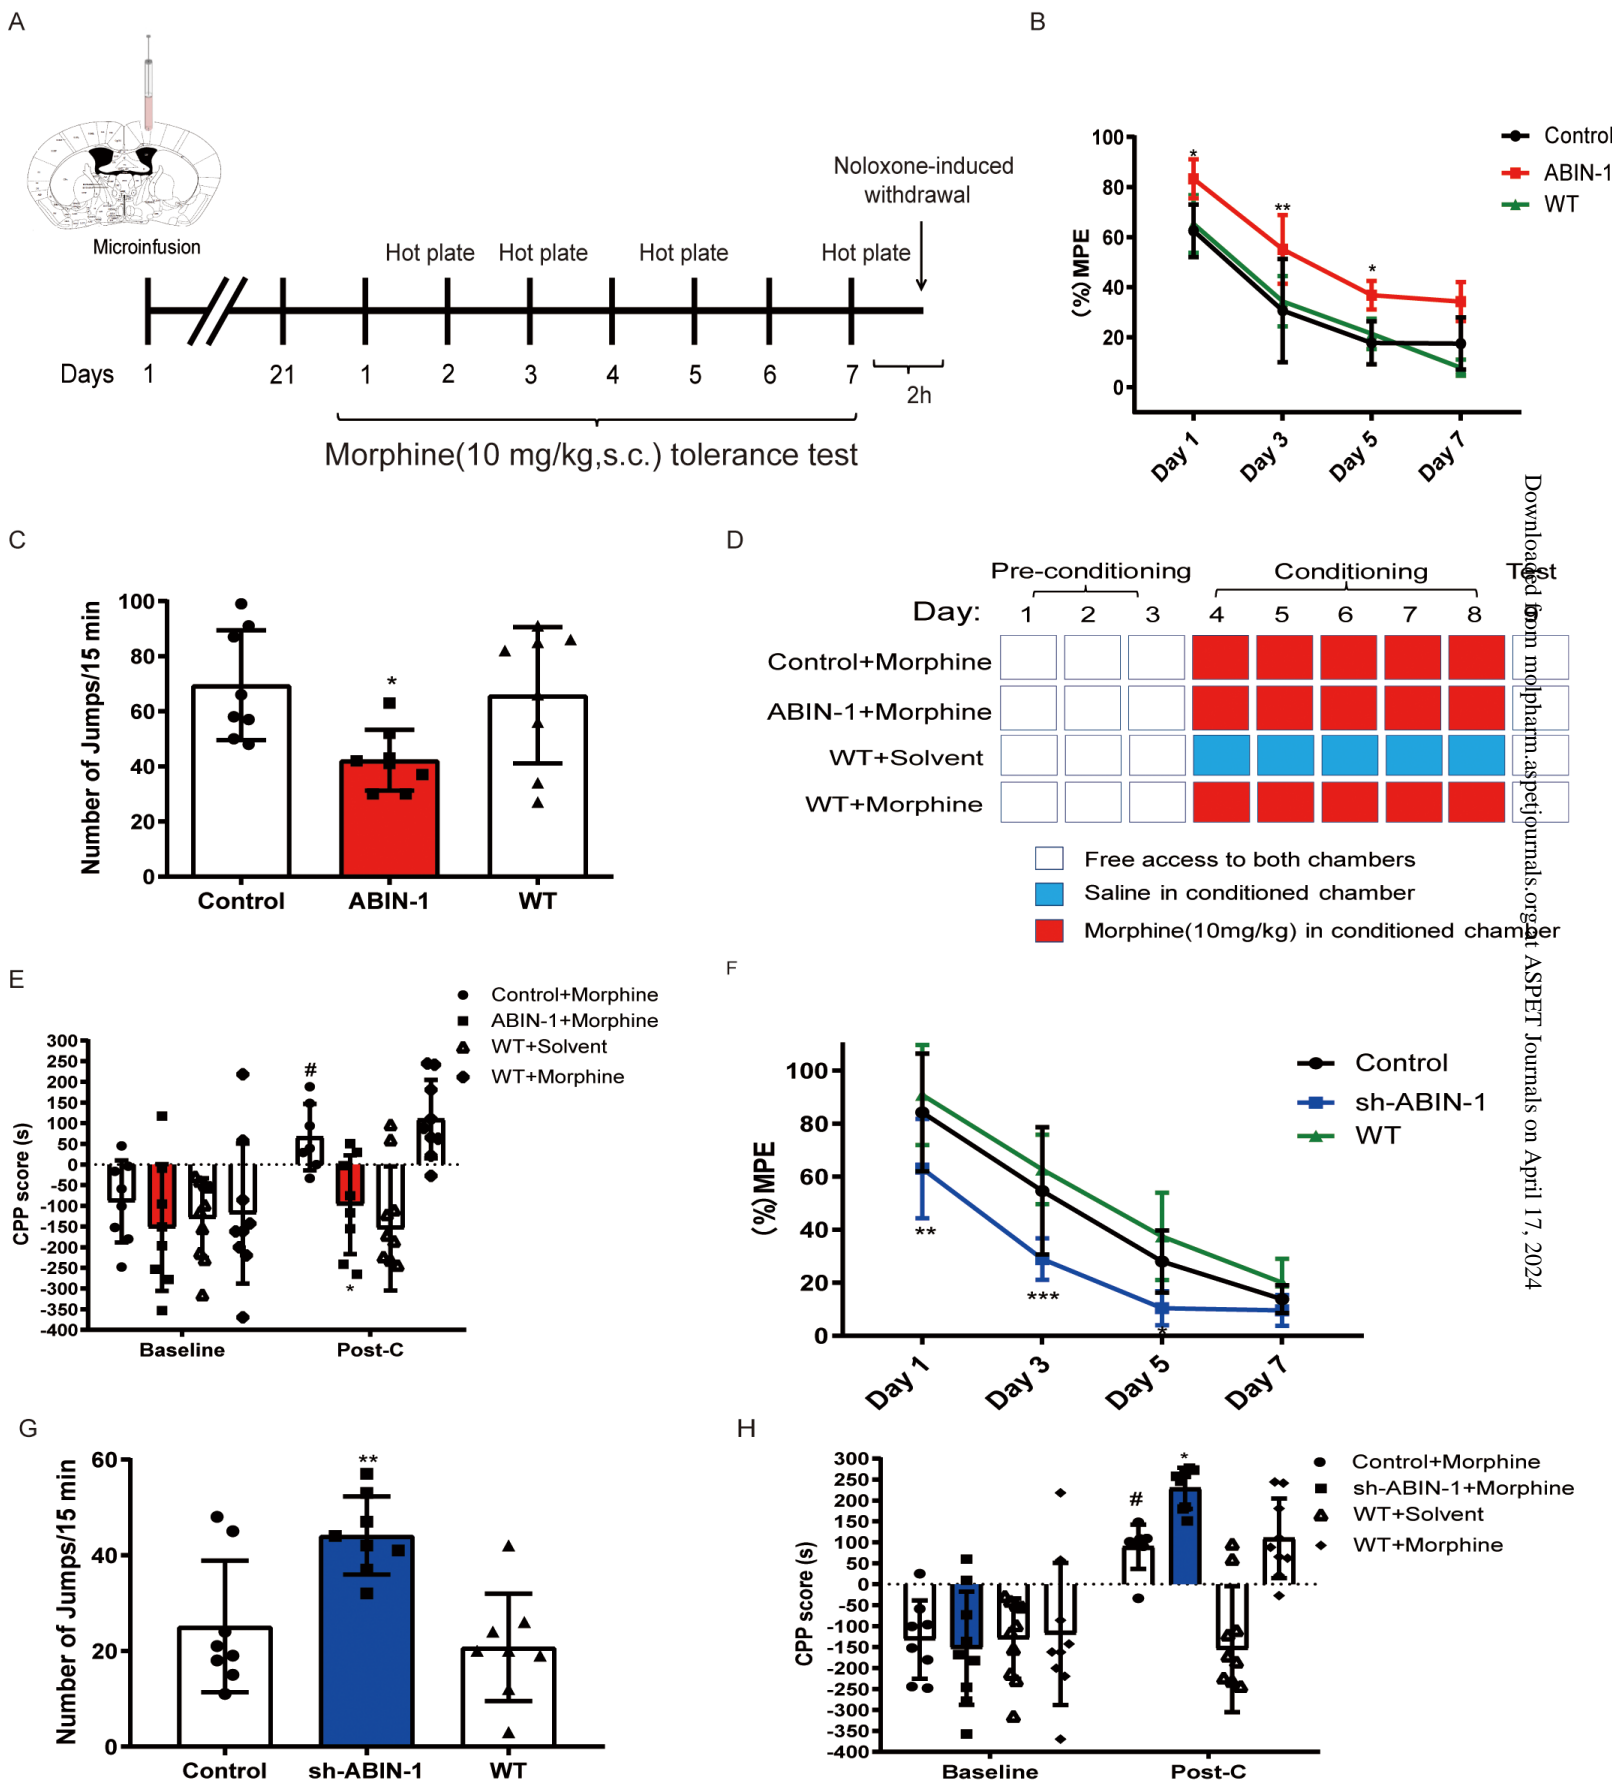 A
Microinfusion
Hot plate Hot plate Hot plate Hot plate
Noloxone-induced
withdrawal
Days 1 21 1 2 3 4 5 6 7
2h
Morphine(10 mg/kg,s.c.) tolerance test
B
(%)MPE
100
80
60
40
20
0
* ** *
Day 1 Day 3 Day 5 Day 7
Control
ABIN-1
WT
C
Number of Jumps/15 min
100
80
60
40
20
0
*
Control ABIN-1 WT
D
Pre-conditioning Conditioning Test
Day: 1 2 3 4 5 6 7 8 9
Control+Morphine
ABIN-1+Morphine
WT+Solvent
WT+Morphine
Free access to both chambers
Saline in conditioned chamber
Morphine(10mg/kg) in conditioned chamber
E
Control+Morphine
ABIN-1+Morphine
WT+Solvent
WT+Morphine
CPP score (s)
300
250
200
150
100
50
0
-50
-100
-150
-200
-250
-300
-350
-400
# *
Baseline Post-C
F
(%)MPE
100
80
60
40
20
0
** *** *
Day 1 Day 3 Day 5 Day 7
Control
sh-ABIN-1
WT
G
Number of Jumps/15 min
60
40
20
0
**
Control sh-ABIN-1 WT
H
CPP score (s)
300
250
200
150
100
50
0
-50
-100
-150
-200
-250
-300
-350
-400
# *
Baseline Post-C
Control+Morphine
sh-ABIN-1+Morphine
WT+Solvent
WT+Morphine
Downloaded from molpharm.aspetjournals.org at ASPET Journals on April 17, 2024